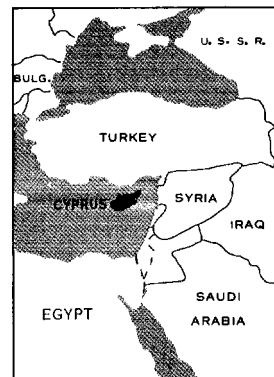 U. S. S. R.
BULG.
TURKEY
CYPRUS
SYRIA
IRAQ
EGYPT
SAUDI
ARABIA